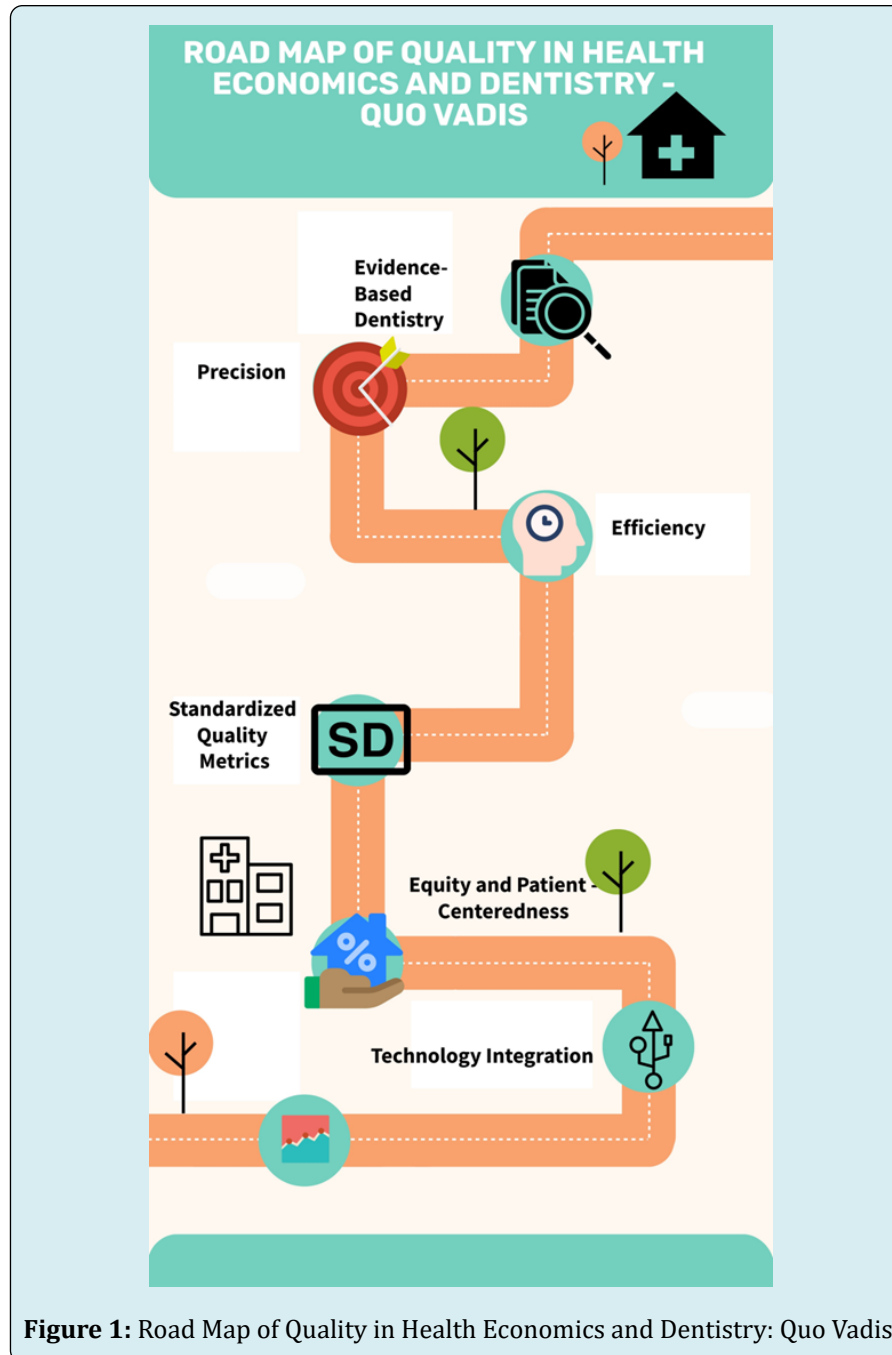 ROAD MAP OF QUALITY IN HEALTH
ECONOMICS AND DENTISTRY -
QUO VADIS
Evidence-
Based
Dentistry
Precision
Efficiency
Standardized
Quality
Metrics
SD
Equity and Patient -
Centeredness
%
Technology Integration
Figure 1: Road Map of Quality in Health Economics and Dentistry: Quo Vadis